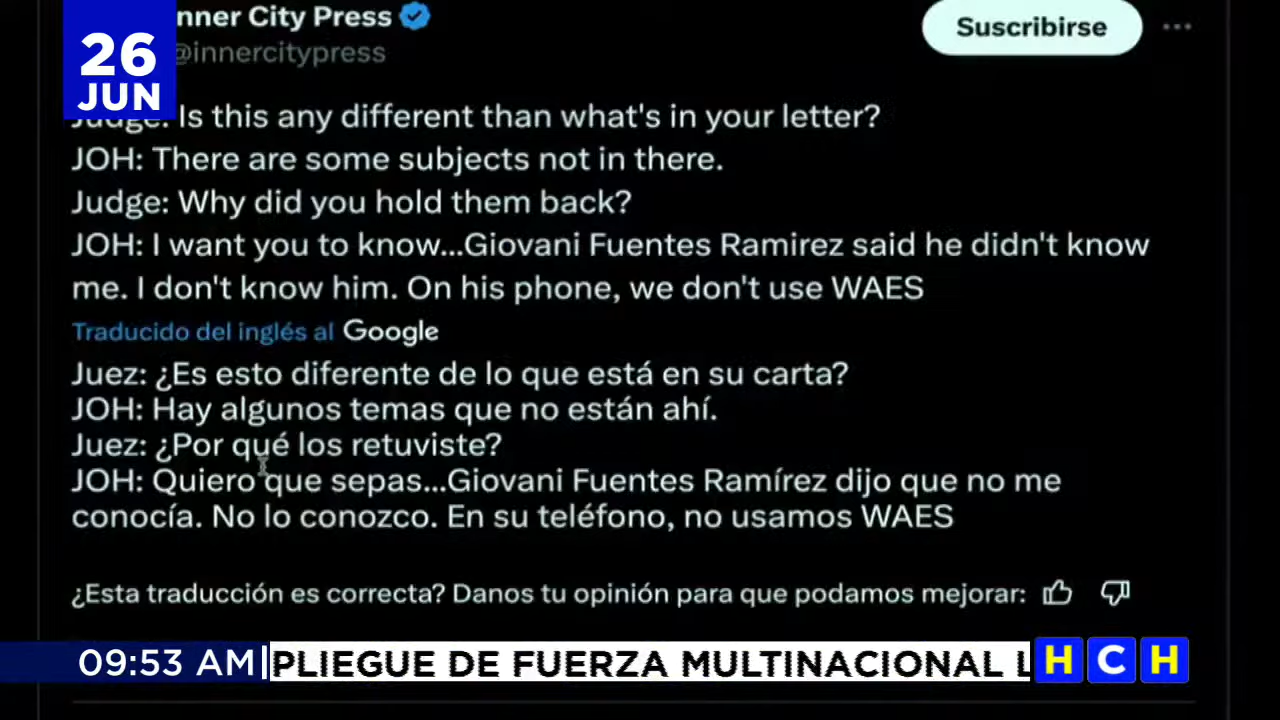 nner City Press
Suscribirse
26
JUN
@innercitypress
Judge: Is this any different than what's in your letter?
JOH: There are some subjects not in there.
Judge: Why did you hold them back?
JOH: I want you to know...Giovani Fuentes Ramirez said he didn't know
me. I don't know him. On his phone, we don't use WAES
Traducido del inglés al Google
Juez: ¿Es esto diferente de lo que está en su carta?
JOH: Hay algunos temas que no están ahí.
Juez: ¿Por qué los retuviste?
JOH: Quiero que sepas...Giovani Fuentes Ramírez dijo que no me
conocía. No lo conozco. En su teléfono, no usamos WAES
¿Esta traducción es correcta? Danos tu opinión para que podamos mejorar:
09:53 AM PLIEGUE DE FUERZA MULTINACIONAL L HCH